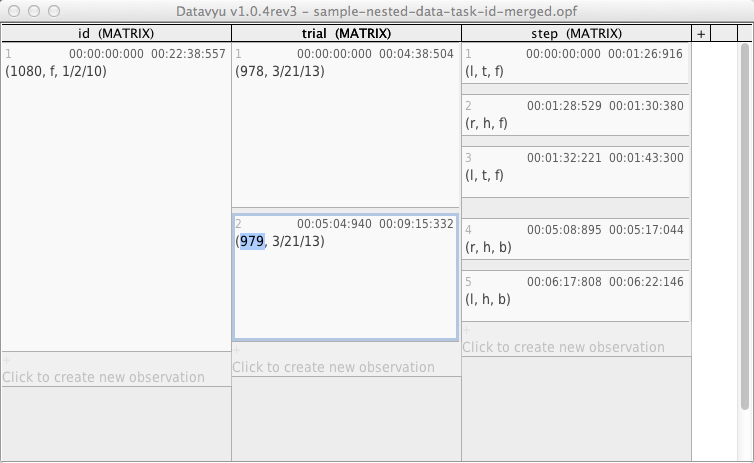 Datavyu v1.0.4rev3 - sample-nested-data-task-id-merged.opf
id (MATRIX)
trial (MATRIX)
step (MATRIX)
+
1 00:00:00:000 00:22:38:557
(1080, f, 1/2/10)
+
Click to create new observation
1 00:00:00:000 00:04:38:504
(978, 3/21/13)
2 00:05:04:940 00:09:15:332
(979, 3/21/13)
+
Click to create new observation
1 00:00:00:000 00:01:26:916
(l, t, f)
2 00:01:28:529 00:01:30:380
(r, h, f)
3 00:01:32:221 00:01:43:300
(l, t, f)
4 00:05:08:895 00:05:17:044
(r, h, b)
5 00:06:17:808 00:06:22:146
(l, h, b)
+
Click to create new observation